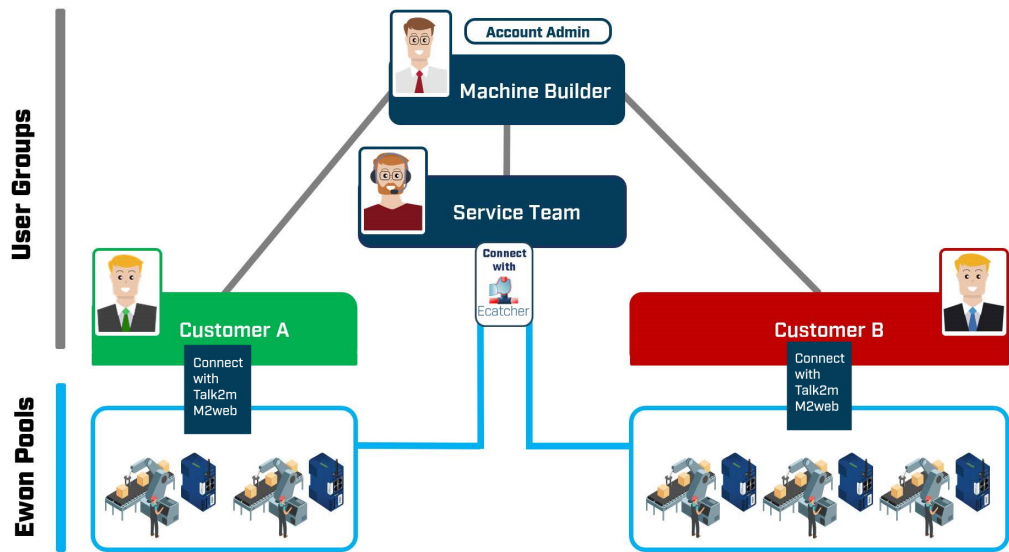 Account Admin
Machine Builder
User Groups
Service Team
Connect
with
Ecatcher
Customer A
Customer B
Connect
with
Talk2m
M2web
Connect
with
Talk2m
M2web
Ewon Pools